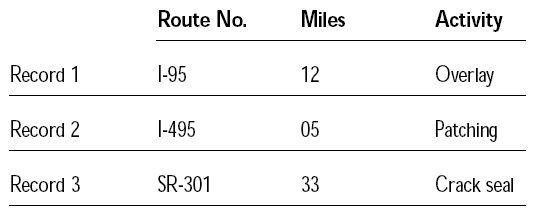 Route No. Miles Activity
Record 1 I-95 12 Overlay
Record 2 I-495 05 Patching
Record 3 SR-301 33 Crack seal